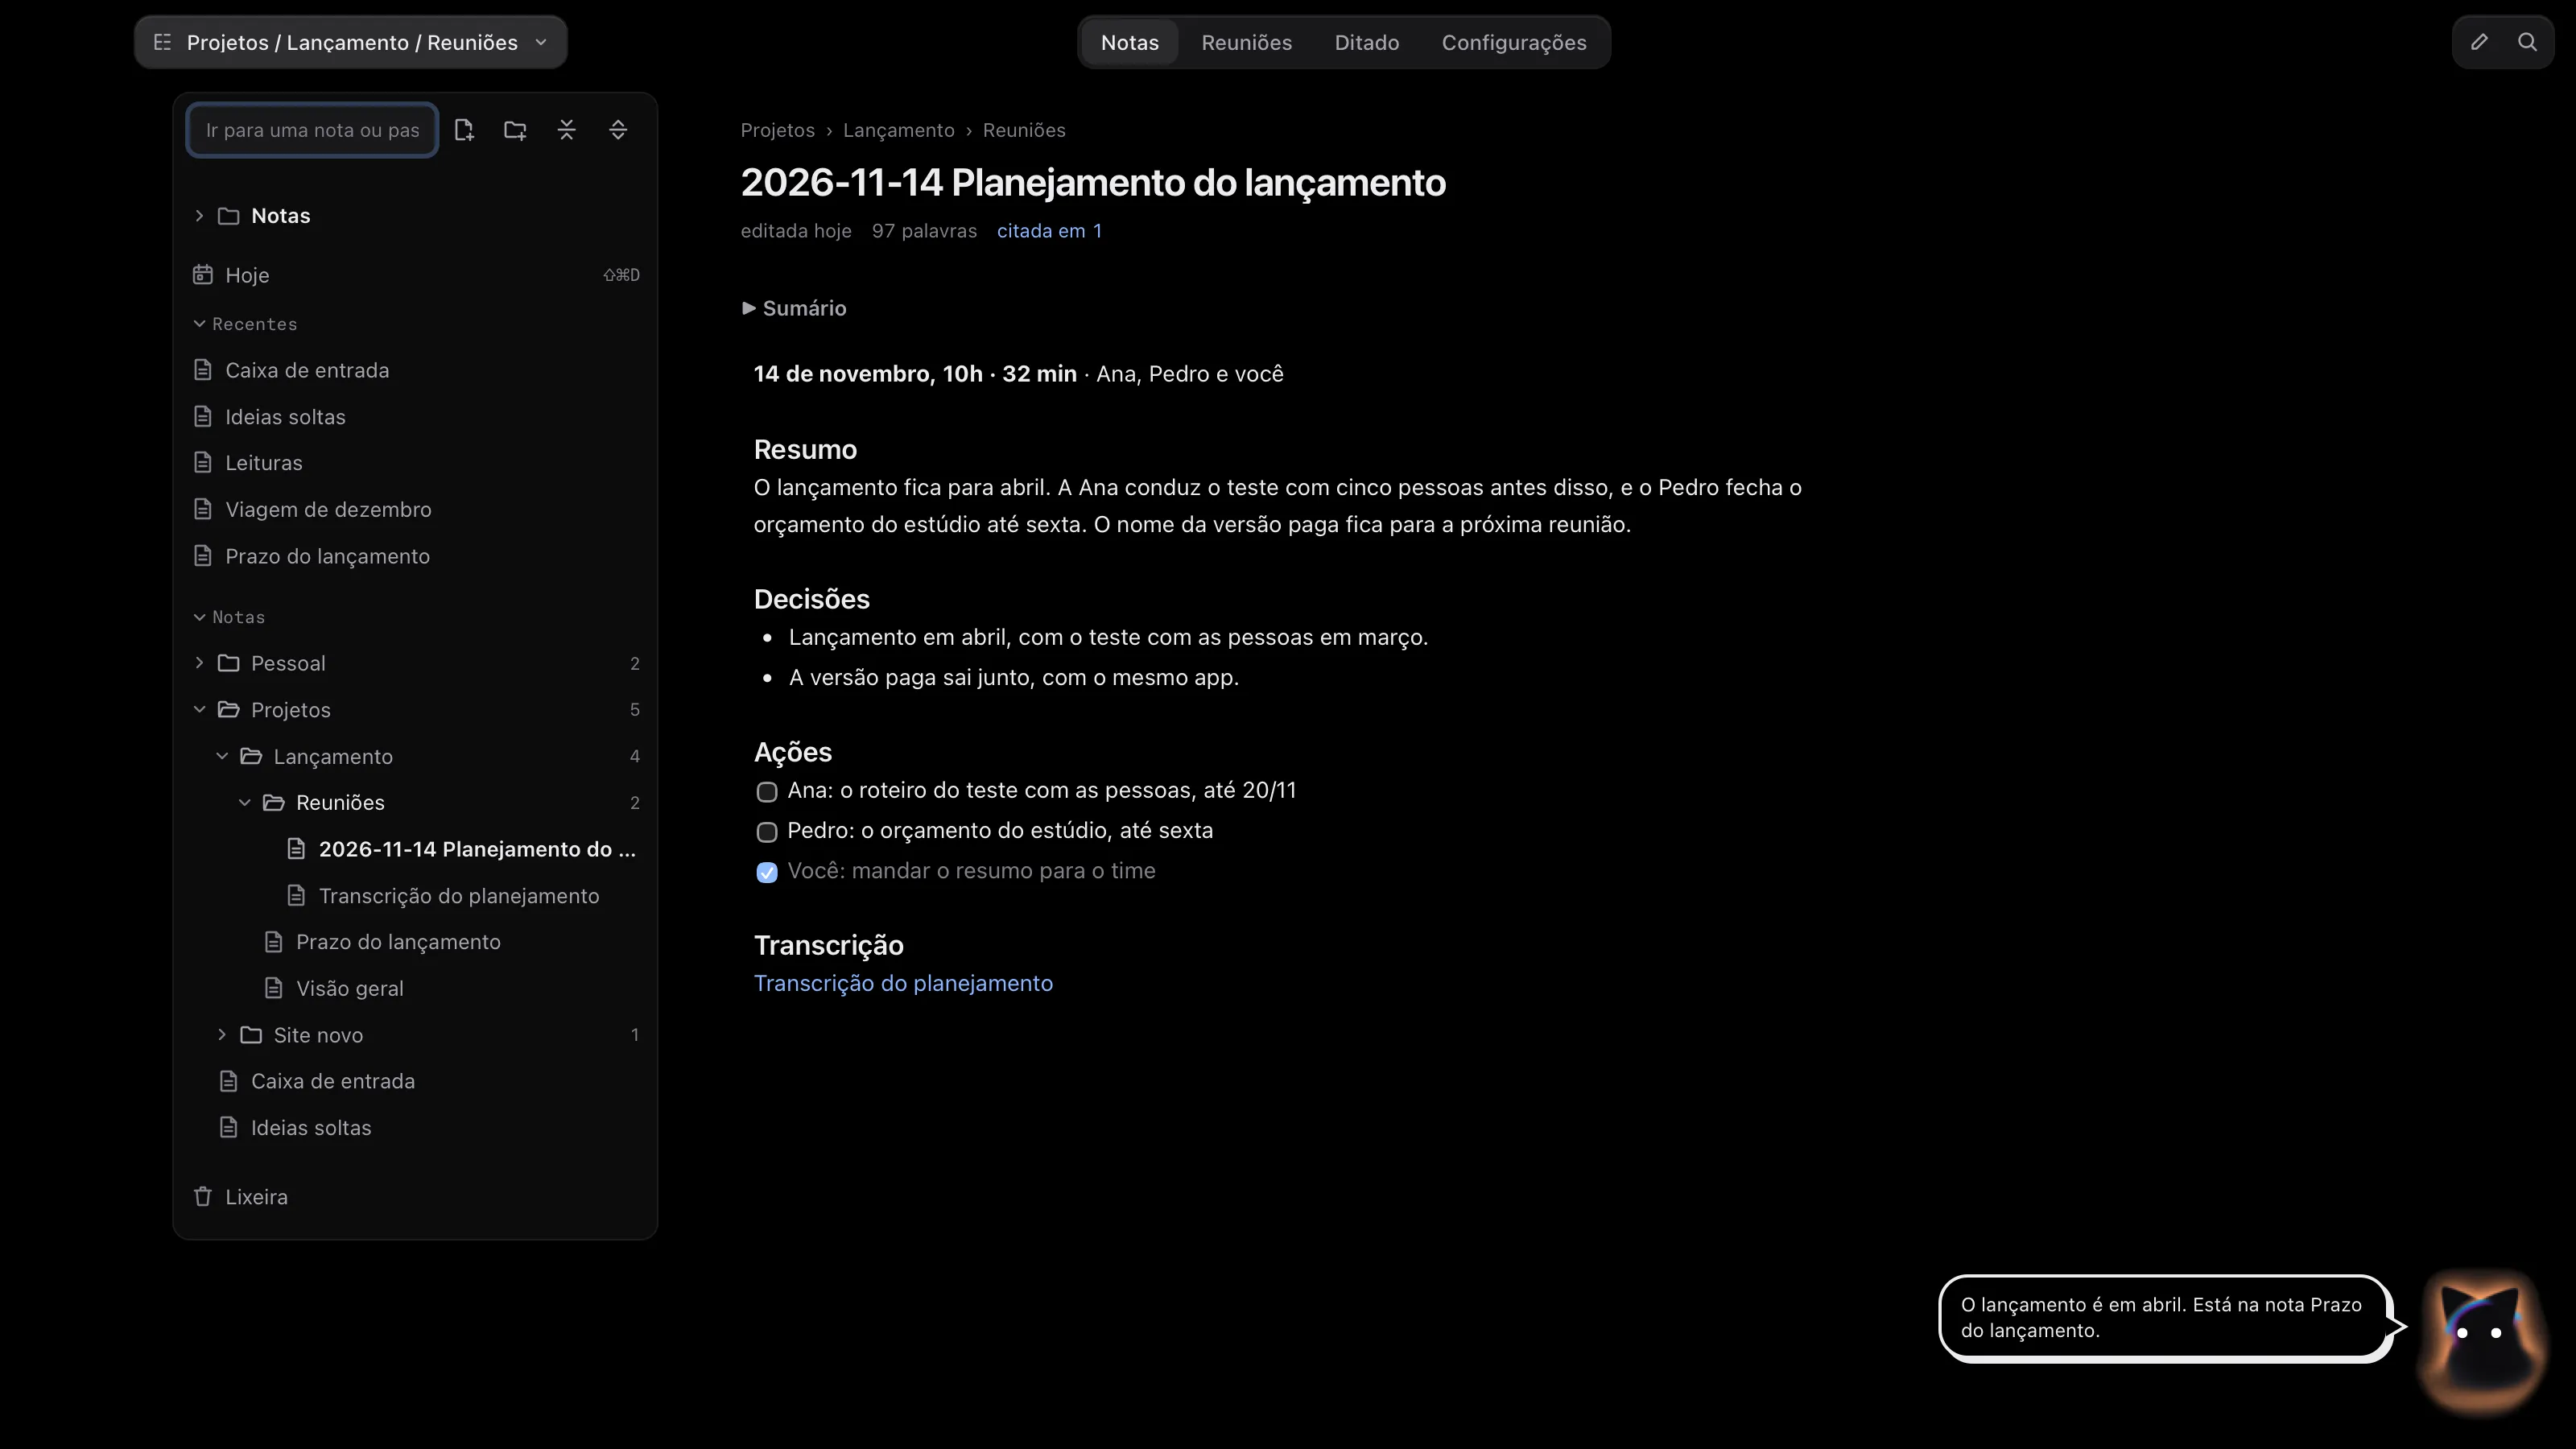 Projetos / Lançamento / Reuniões
Notas
Reuniões
Ditado
Configurações
Ir para uma nota ou pas
Notas
Hoje
⇧⌘D
Recentes
Caixa de entrada
Ideias soltas
Leituras
Viagem de dezembro
Prazo do lançamento
Notas
Pessoal 2
Projetos 5
Lançamento 4
Reuniões 2
2026-11-14 Planejamento do ...
Transcrição do planejamento
Prazo do lançamento
Visão geral
Site novo 1
Caixa de entrada
Ideias soltas
Lixeira
Projetos › Lançamento › Reuniões
2026-11-14 Planejamento do lançamento
editada hoje 97 palavras citada em 1
Sumário
14 de novembro, 10h · 32 min · Ana, Pedro e você
Resumo
O lançamento fica para abril. A Ana conduz o teste com cinco pessoas antes disso, e o Pedro fecha o
orçamento do estúdio até sexta. O nome da versão paga fica para a próxima reunião.
Decisões
• Lançamento em abril, com o teste com as pessoas em março.
• A versão paga sai junto, com o mesmo app.
Ações
Ana: o roteiro do teste com as pessoas, até 20/11
Pedro: o orçamento do estúdio, até sexta
Você: mandar o resumo para o time
Transcrição
Transcrição do planejamento
O lançamento é em abril. Está na nota Prazo
do lançamento.